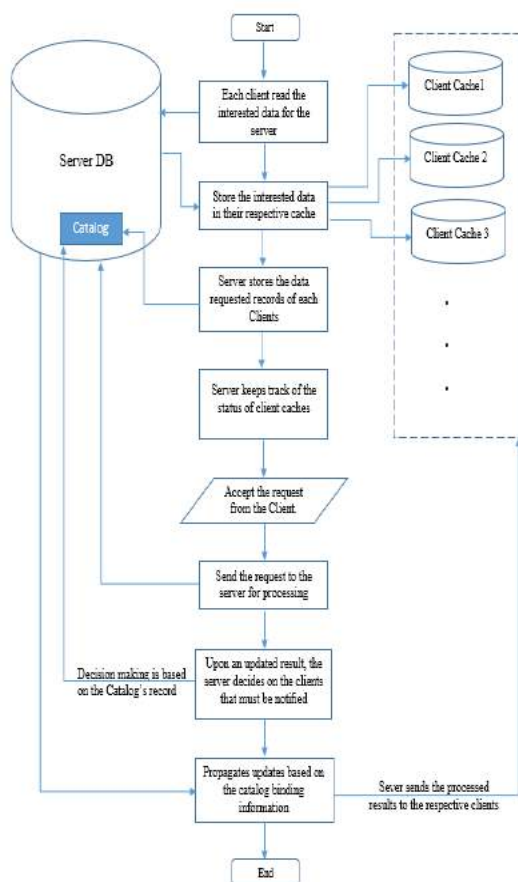 Start
Each client read the
interested data for the
server
Client Cache1
Server DB
Client Cache 2
Store the interested data
in their respective cache
Catalog
Client Cache 3
Server stores the data
requested records of each
Clients
Server keeps track of the
status of client caches
Accept the request
from the Client.
Send the request to the
server for processing
Decision making is based
on the Catalog's record
Upon an updated result, the
server decides on the clients
that must be notified
Propagates updates based on
the catalog binding
information
Sever sends the processed
results to the respective clients
End